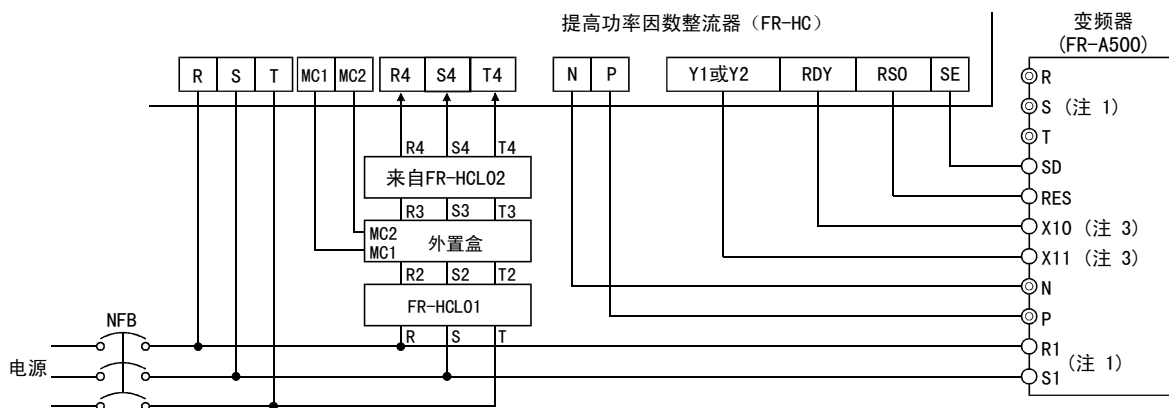 提高功率因数整流器（FR-HC）
变频器
(FR-A500)
R S T MC1 MC2 R4 S4 T4 N P Y1或Y2 RDY RSO SE
R
S (注 1)
T
R4 S4 T4
SD
来自FR-HCL02
RES
R3 S3 T3
MC2
外置盒
X10 (注 3)
MC1
X11 (注 3)
R2 S2 T2
N
FR-HCL01
P
NFB
R S T
R1
电源
(注 1)
S1